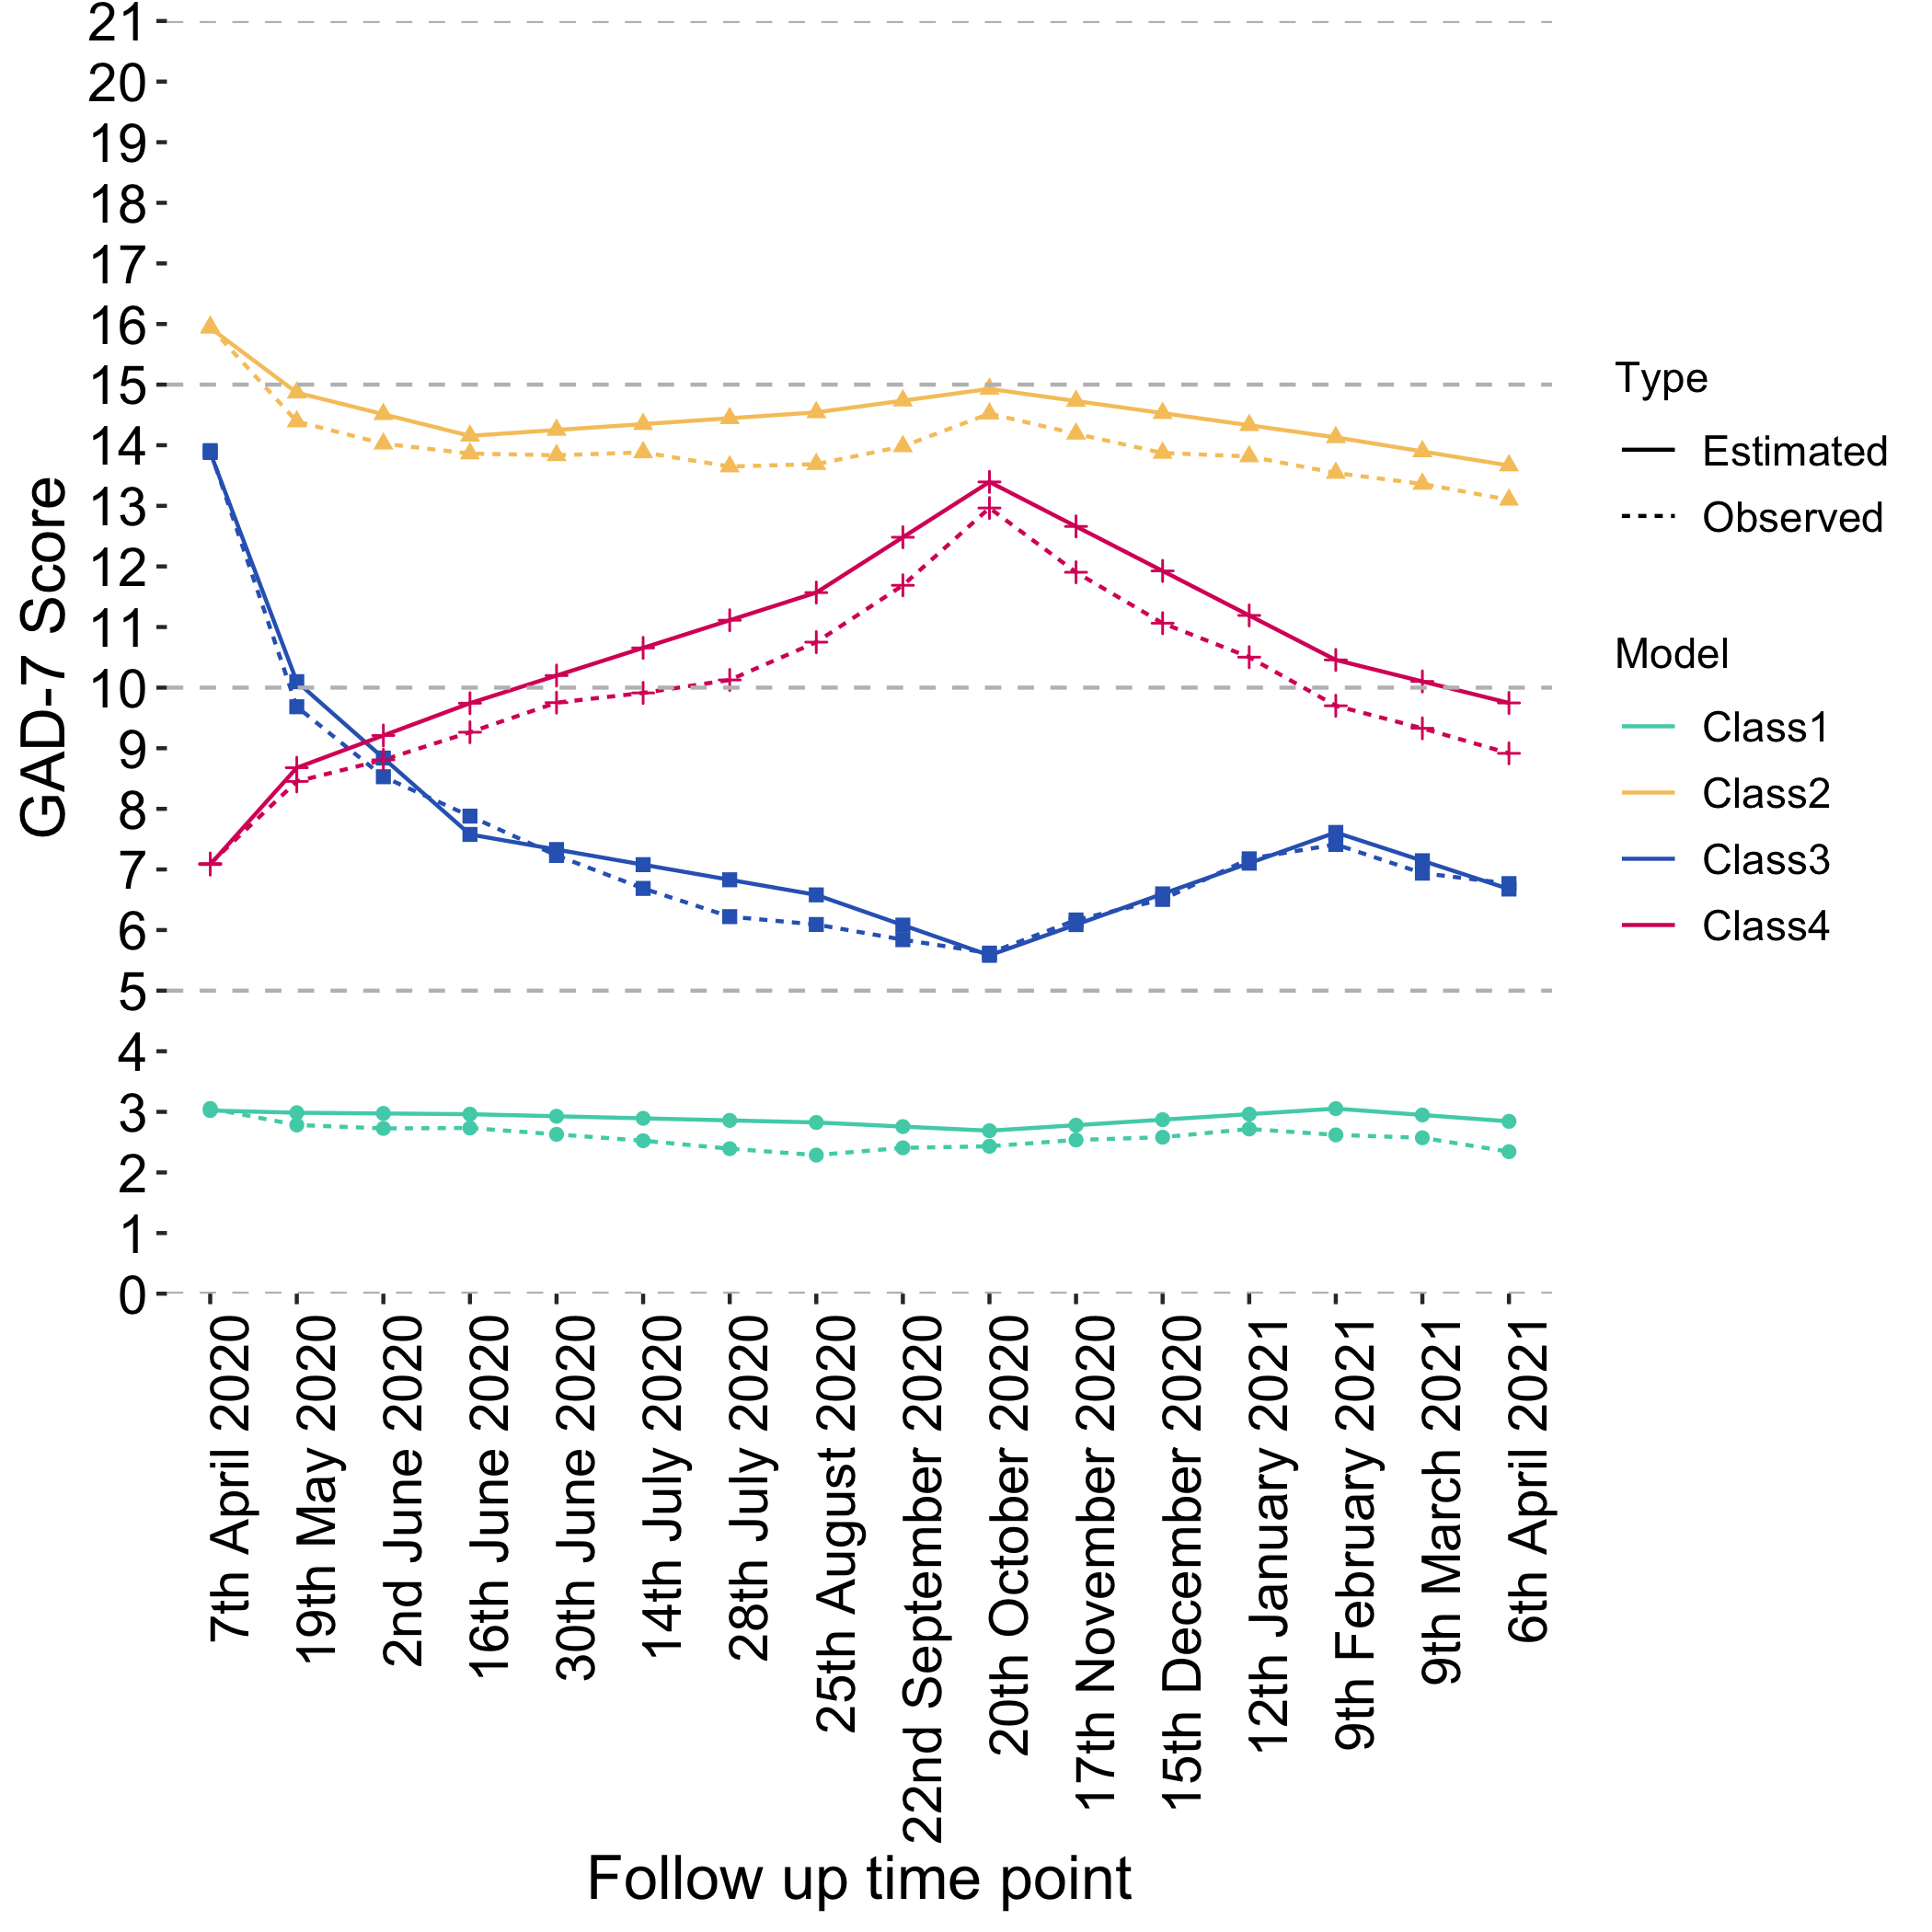 21
20
19
18
17
16
15
14
13
12
11
10
9
8
7
6
5
4
3
2
1
0
GAD-7 Score
7th April 2020
19th May 2020
2nd June 2020
16th June 2020
30th June 2020
14th July 2020
28th July 2020
25th August 2020
22nd September 2020
20th October 2020
17th November 2020
15th December 2020
12th January 2021
9th February 2021
9th March 2021
6th April 2021
Follow up time point
Type
Estimated
Observed
Model
Class1
Class2
Class3
Class4